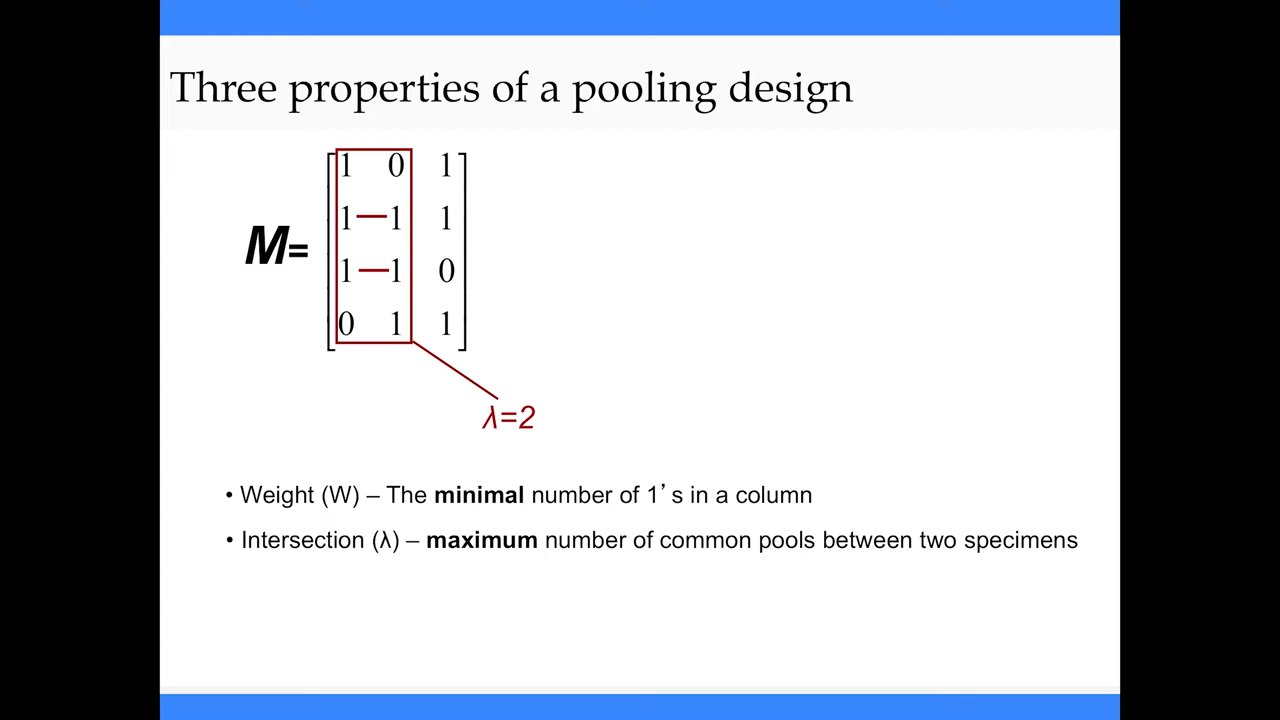 Three properties of a pooling design
1 0 1
M= 1 1 1
1 1 0
0 1 1
λ=2
• Weight (W) – The minimal number of 1’s in a column
• Intersection (λ) – maximum number of common pools between two specimens